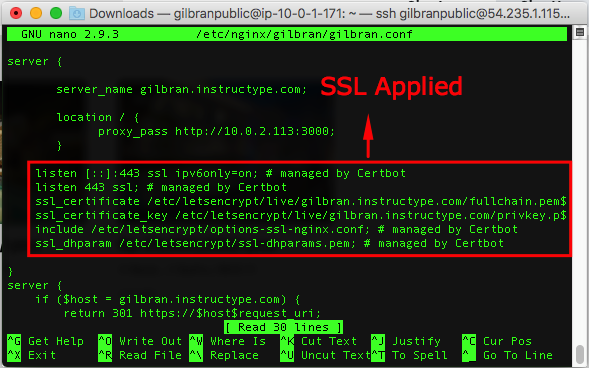 Downloads — gilbranpublic@ip-10-0-1-171: ~ — ssh gilbranpublic@54.235.1.115...
GNU nano 2.9.3 /etc/nginx/gilbran/gilbran.conf
server {
server_name gilbran.instructype.com;
SSL Applied
location / {
proxy_pass http://10.0.2.113:3000;
}
listen [::]:443 ssl ipv6only=on; # managed by Certbot
listen 443 ssl; # managed by Certbot
ssl_certificate /etc/letsencrypt/live/gilbran.instructype.com/fullchain.pem$
ssl_certificate_key /etc/letsencrypt/live/gilbran.instructype.com/privkey.p$
include /etc/letsencrypt/options-ssl-nginx.conf; # managed by Certbot
ssl_dhparam /etc/letsencrypt/ssl-dhparams.pem; # managed by Certbot
}
server {
if ($host = gilbran.instructype.com) {
return 301 https://$host$request_uri;
[ Read 30 lines ]
^G Get Help ^O Write Out ^W Where Is ^K Cut Text ^J Justify ^C Cur Pos
^X Exit ^R Read File ^\ Replace ^U Uncut Text ^T To Spell ^_ Go To Line